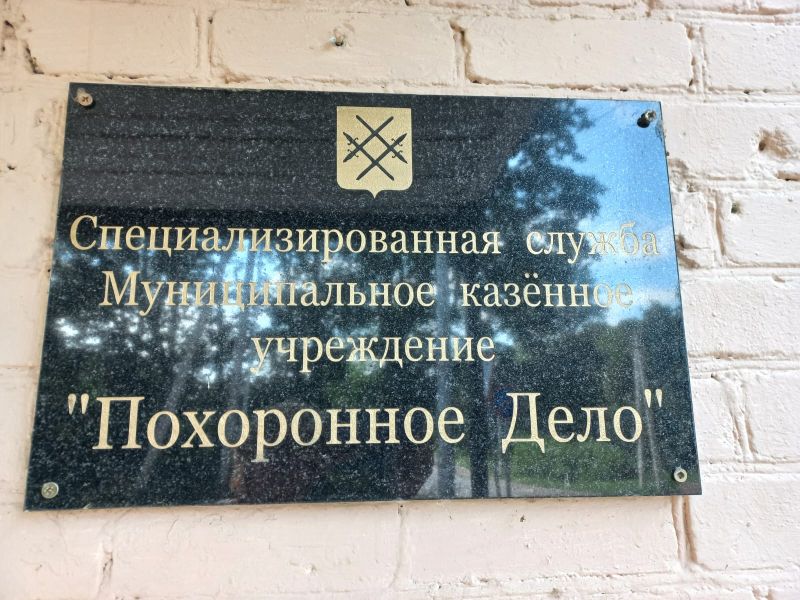 Специализированная служба
Муниципальное казённое
учреждение
"Похоронное Дело"